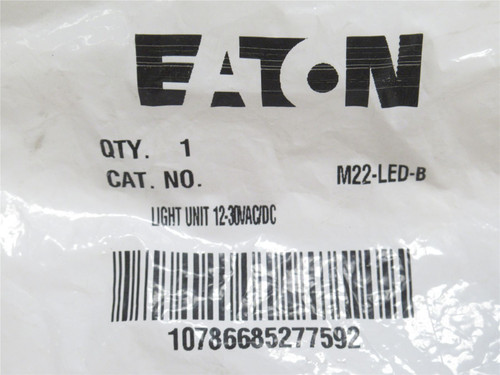 EATON
QTY. 1
CAT. NO. M22-LED-B
LIGHT UNIT 12-30VAC/DC
10786685277592